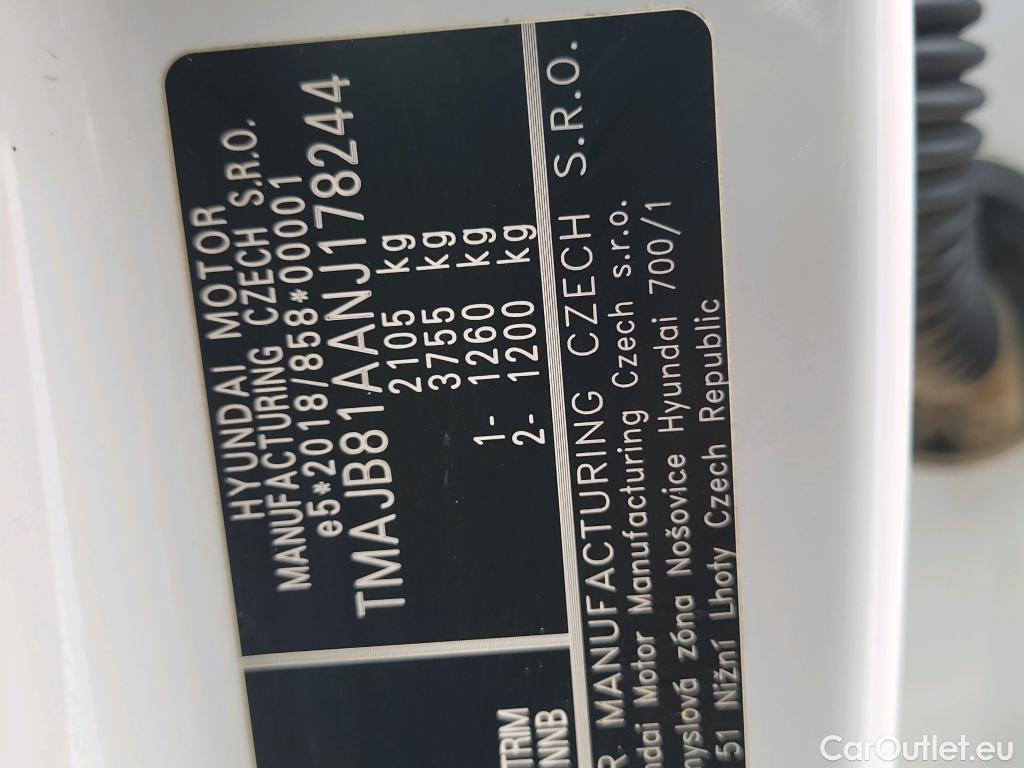 HYUNDAI MOTOR
MANUFACTURING CZECH S.R.O.
e5*2018/858*00001
TMAJB81AANJ178244
2105 kg
3755 kg
1- 1260 kg
2- 1200 kg
TRIM
NNB
R MANUFACTURING CZECH S.R.O.
ndai Motor Manufacturing Czech s.r.o.
myslová zóna Nošovice Hyundai 700/1
51 Nižní Lhoty Czech Republic
CarOutlet.eu